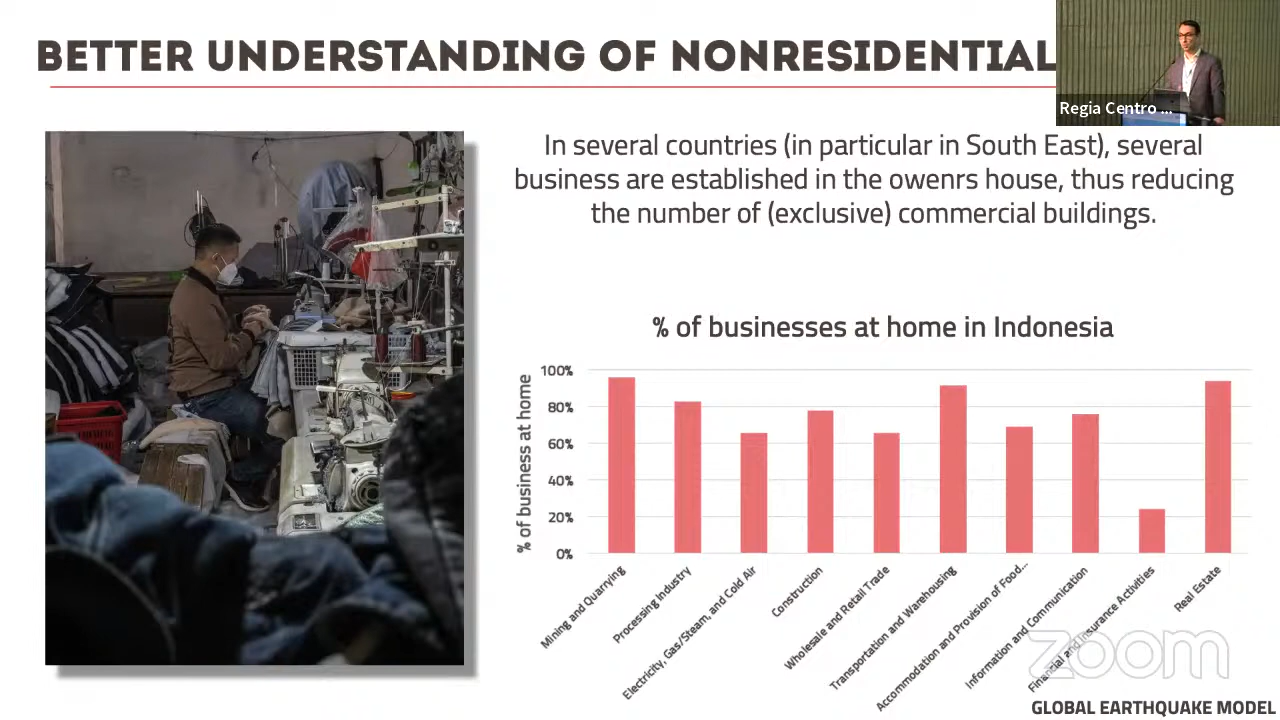 BETTER UNDERSTANDING OF NONRESIDENTIAL
Regia Centro ...
In several countries (in particular in South East), several
business are established in the owenrs house, thus reducing
the number of (exclusive) commercial buildings.
% of businesses at home in Indonesia
% of business at home
100%
80%
60%
40%
20%
0%
Mining and Quarrying
Processing Industry
Electricity, Gas/Steam, and Cold Air
Construction
Wholesale and Retail Trade
Transportation and Warehousing
Accommodation and Provision of Food...
Information and Communication
Financial and Insurance Activities
Real Estate
zoom
GLOBAL EARTHQUAKE MODEL